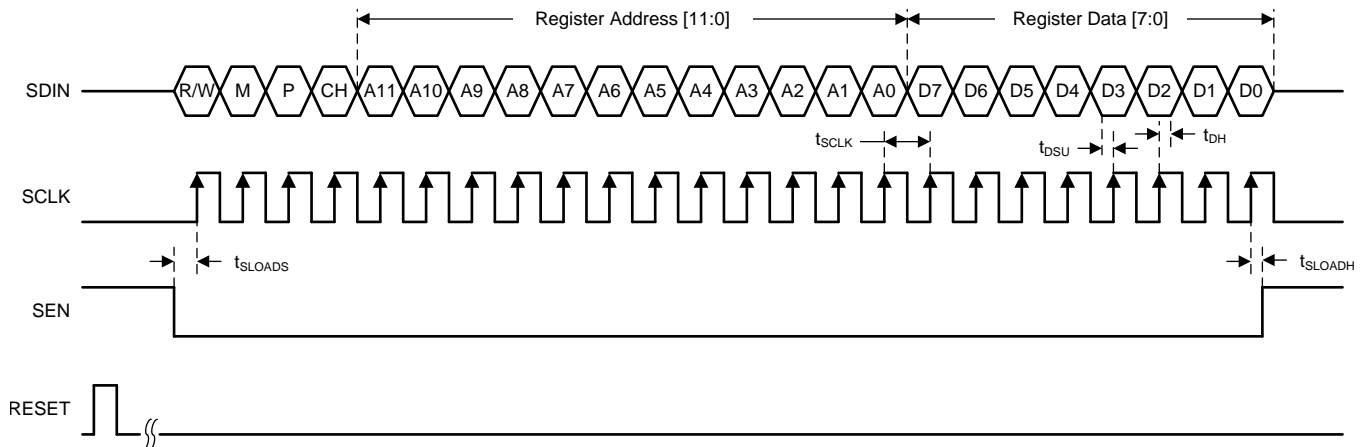 Register Address [11:0] Register Data [7:0]
SDIN R/W M P CH A11 A10 A9 A8 A7 A6 A5 A4 A3 A2 A1 A0 D7 D6 D5 D4 D3 D2 D1 D0
tSCLK tDSU tDH
SCLK
tSLOADS tSLOADH
SEN
RESET